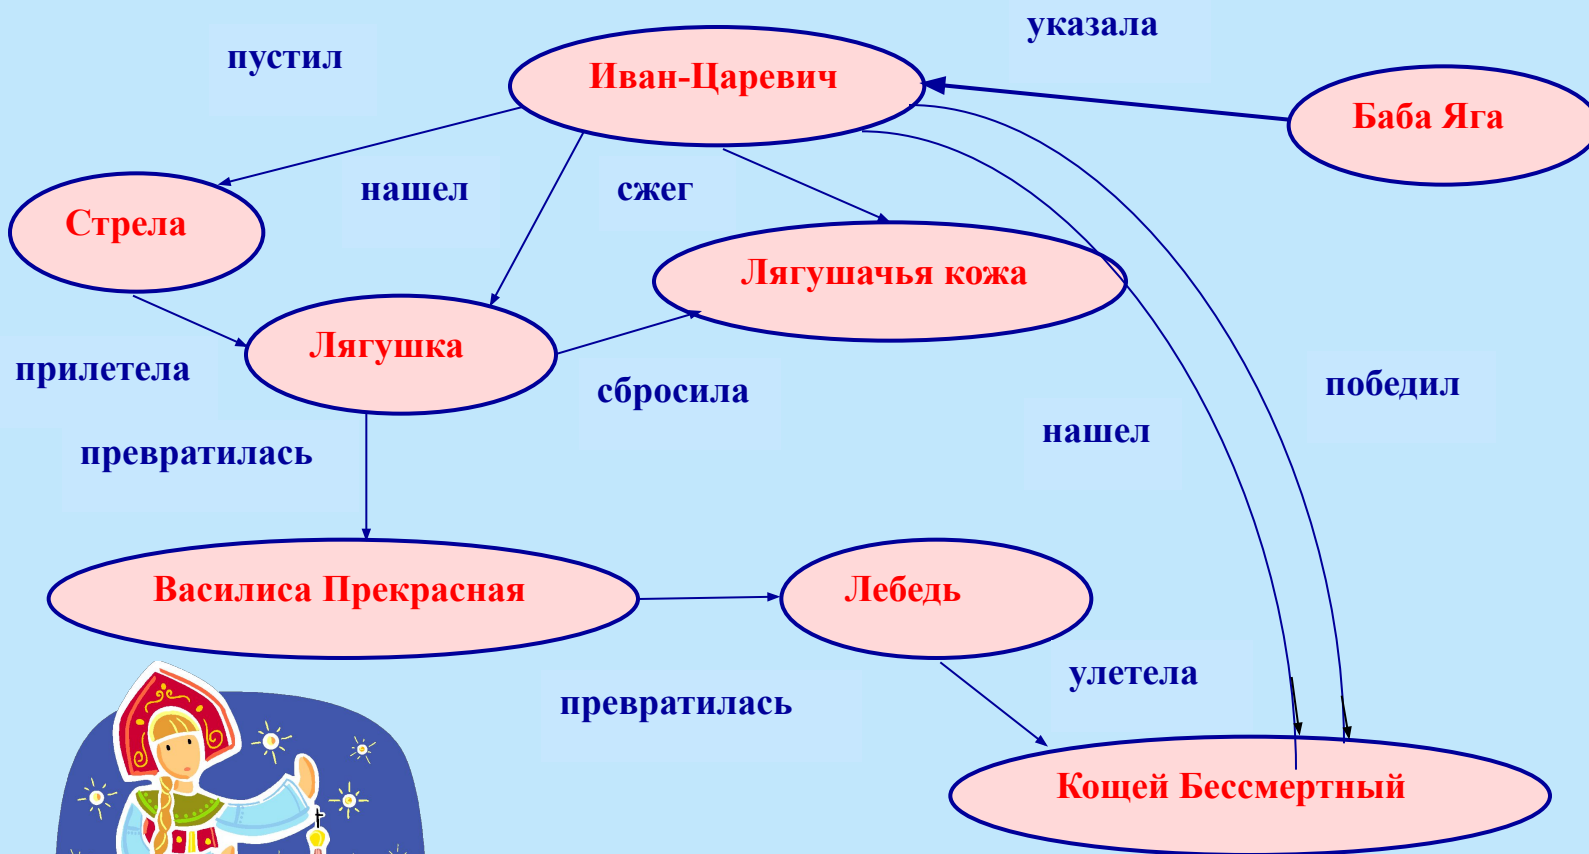 указала
пустил
Иван-Царевич
Баба Яга
нашел
сжег
Стрела
Лягушачья кожа
Лягушка
прилетела
сбросила
победил
нашел
превратилась
Василиса Прекрасная
Лебедь
улетела
превратилась
Кощей Бессмертный